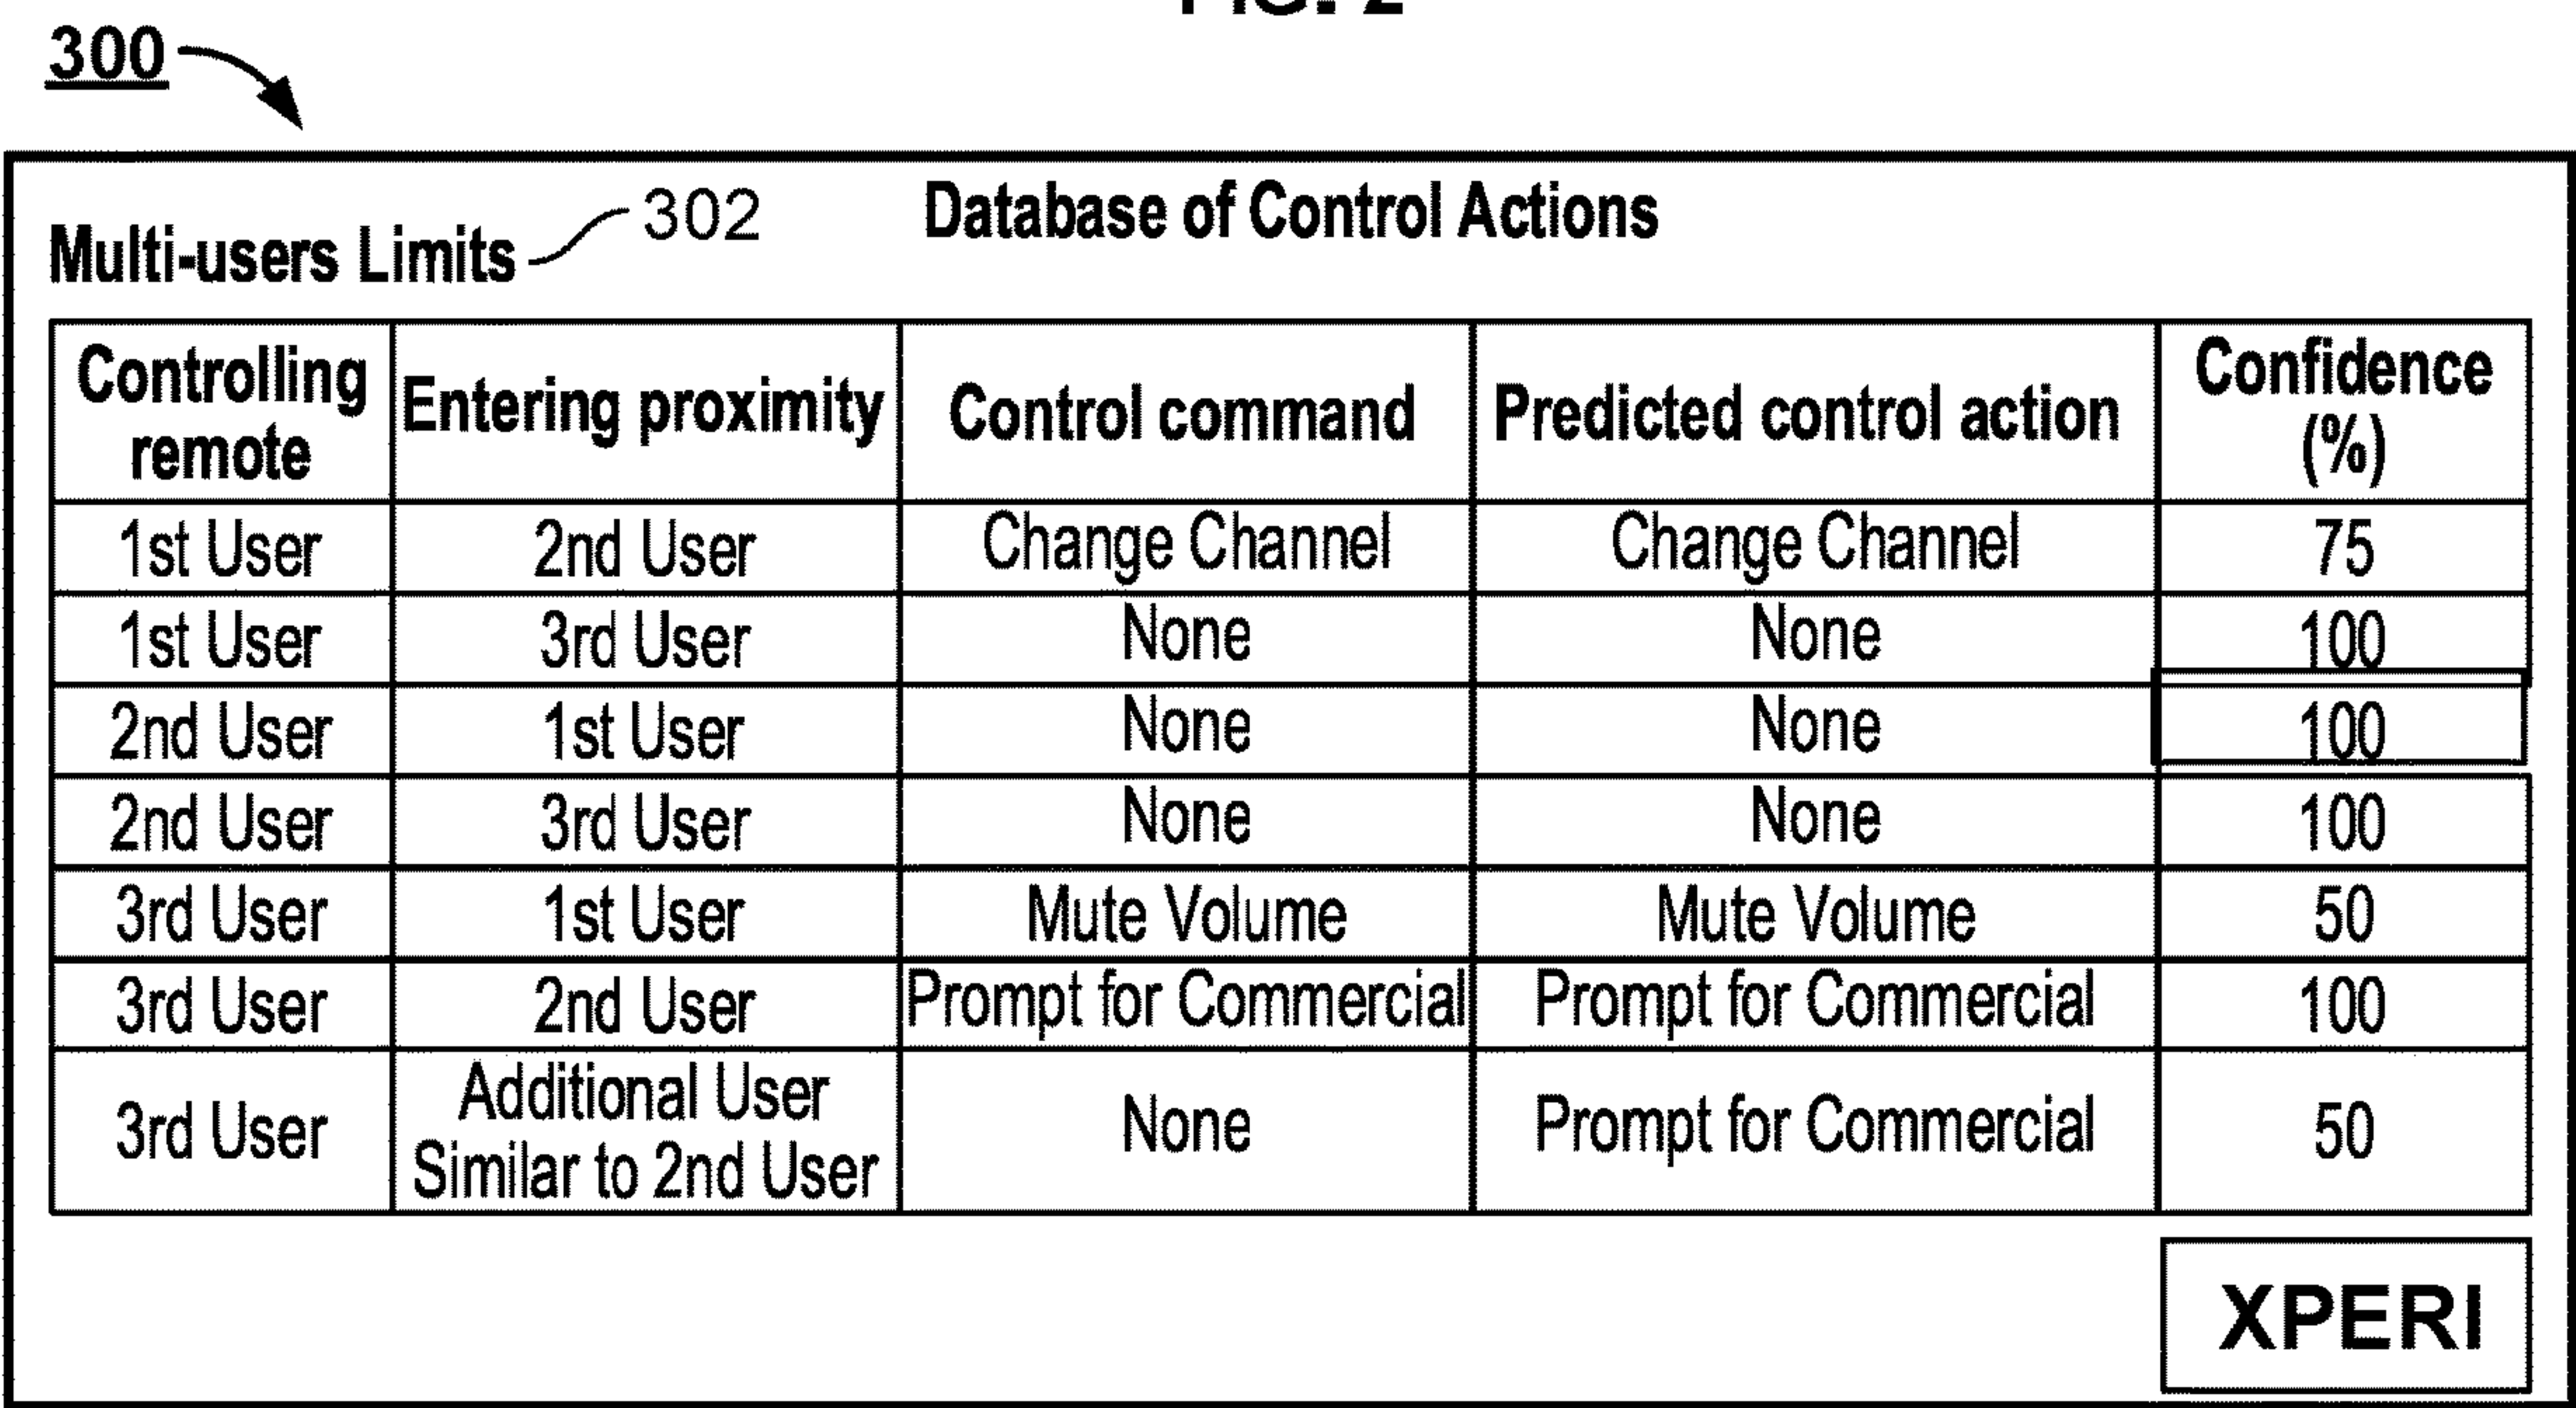 FIG. 2
300
Database of Control Actions
Multi-users Limits 302
Controlling remote | Entering proximity | Control command | Predicted control action | Confidence (%)
1st User | 2nd User | Change Channel | Change Channel | 75
1st User | 3rd User | None | None | 100
2nd User | 1st User | None | None | 100
2nd User | 3rd User | None | None | 100
3rd User | 1st User | Mute Volume | Mute Volume | 50
3rd User | 2nd User | Prompt for Commercial | Prompt for Commercial | 100
3rd User | Additional User Similar to 2nd User | None | Prompt for Commercial | 50
XPERI